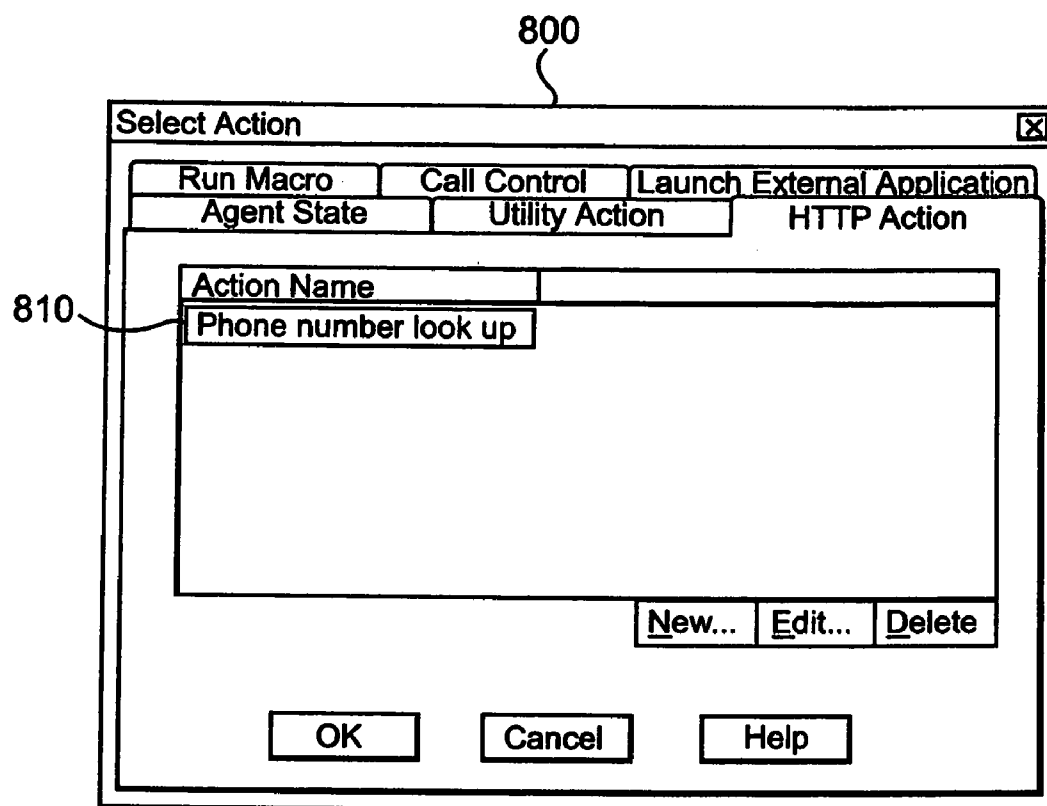 800
Select Action
Run Macro Call Control Launch External Application
Agent State Utility Action HTTP Action
Action Name
810
Phone number look up
New... Edit... Delete
OK Cancel Help